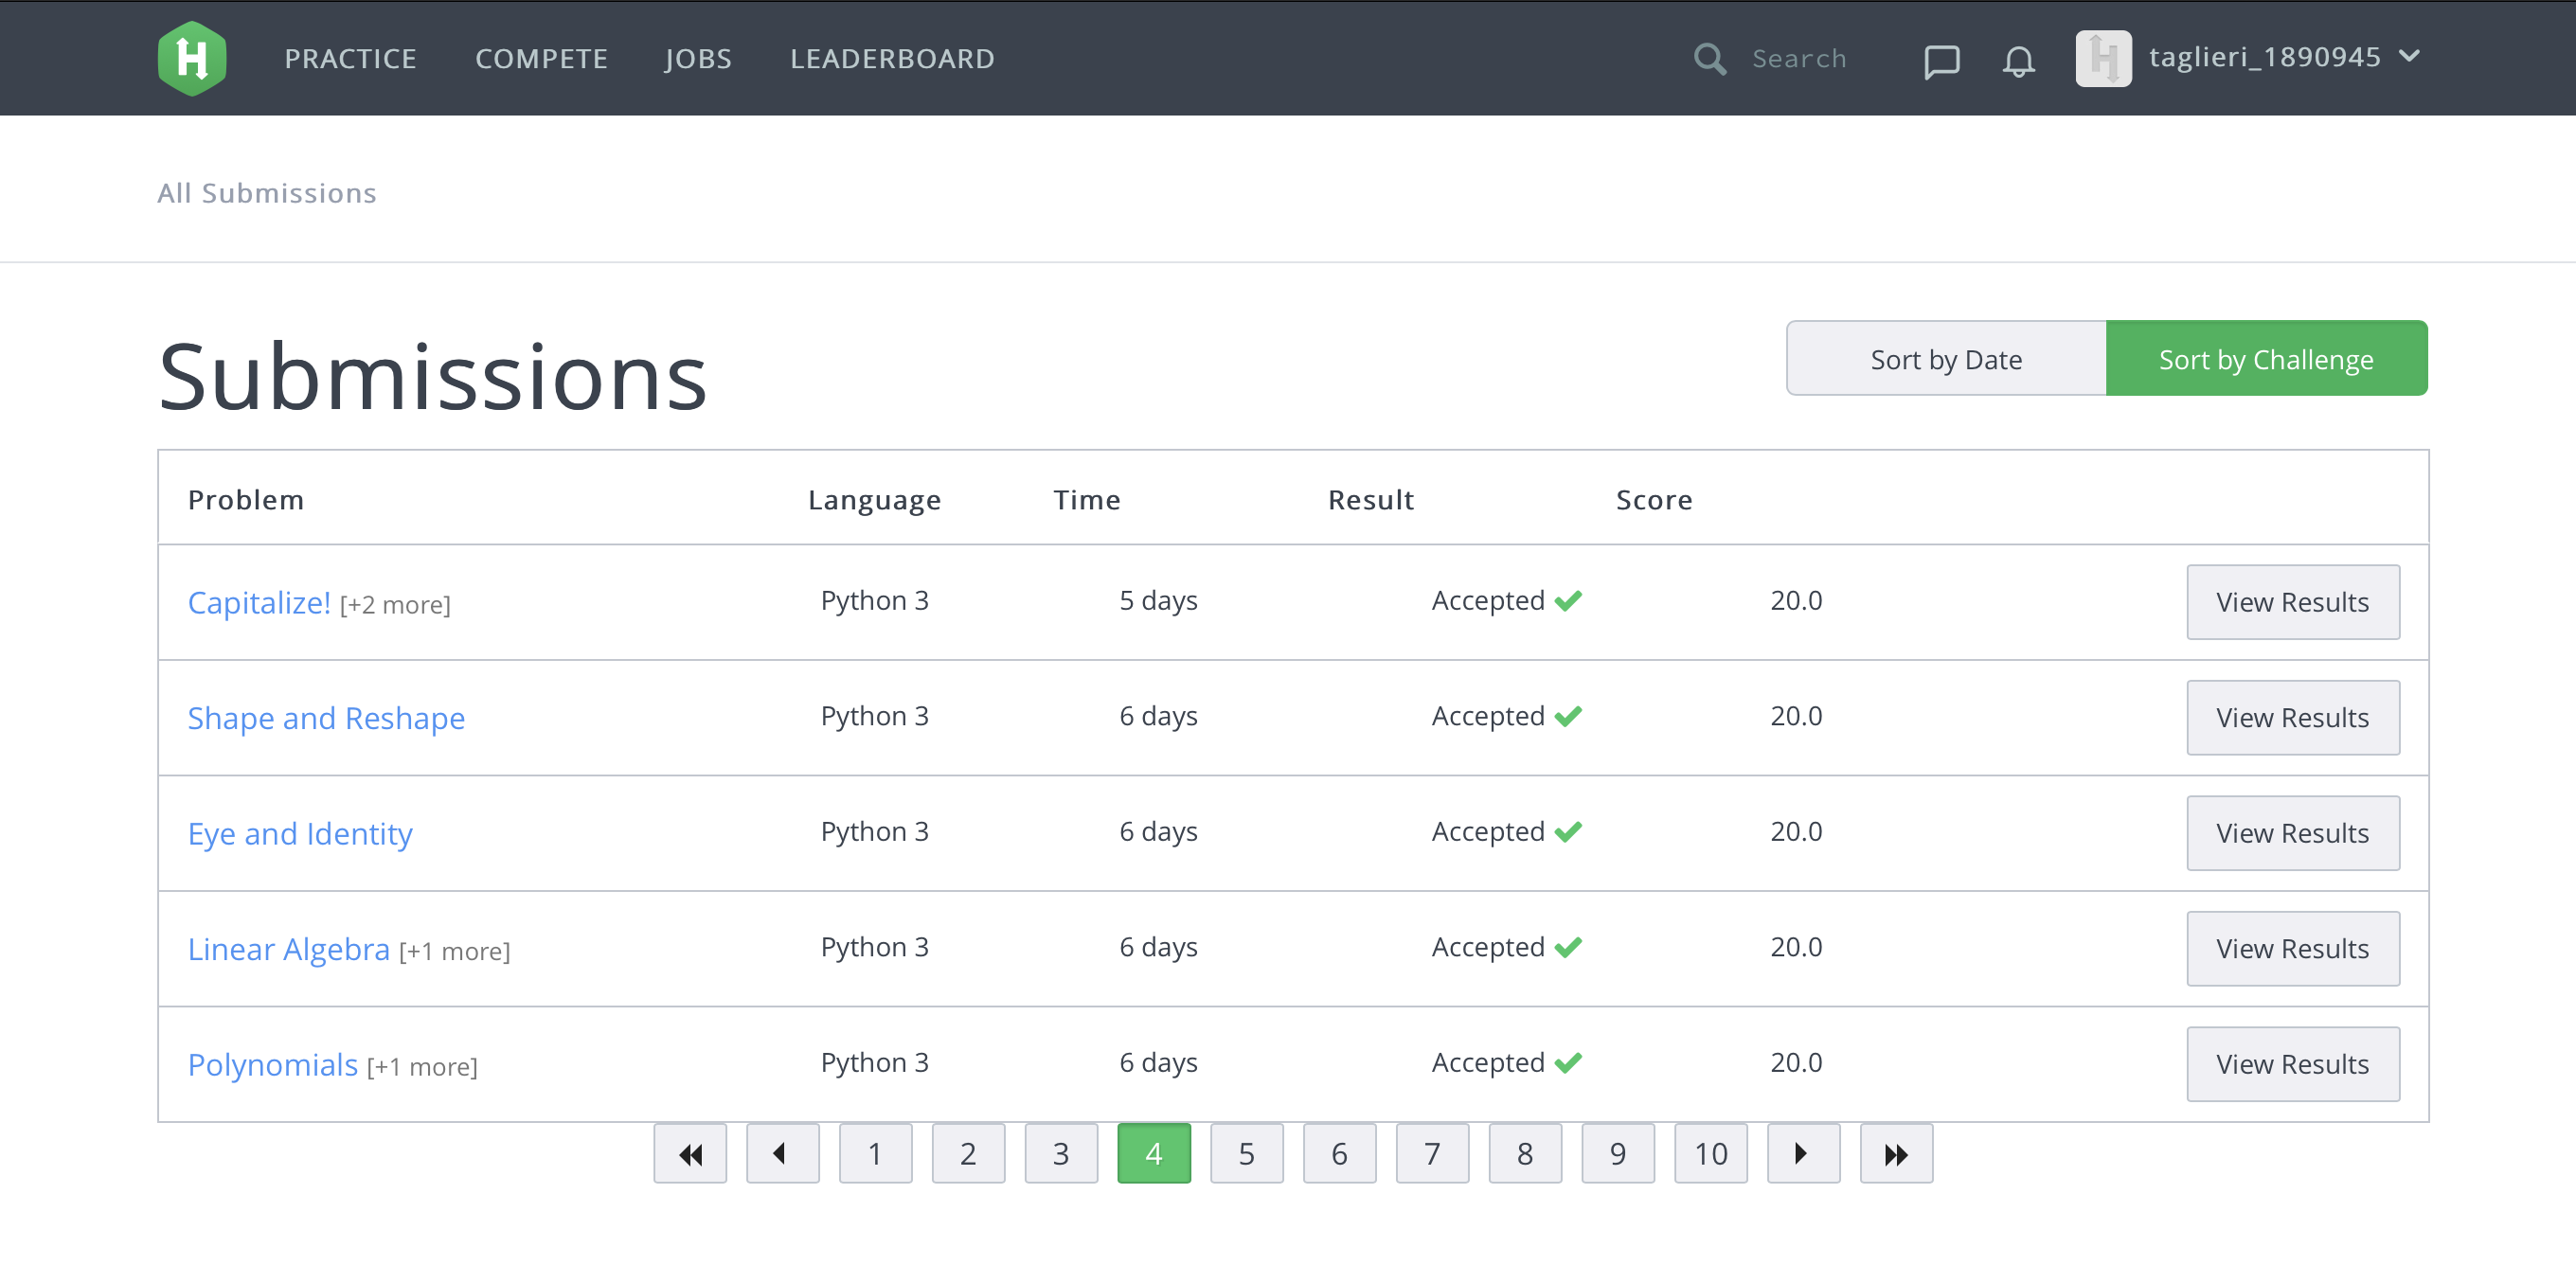 H PRACTICE COMPETE JOBS LEADERBOARD Search H taglieri_1890945
All Submissions
Submissions
Sort by Date Sort by Challenge
Problem Language Time Result Score
Capitalize! [+2 more] Python 3 5 days Accepted 20.0 View Results
Shape and Reshape Python 3 6 days Accepted 20.0 View Results
Eye and Identity Python 3 6 days Accepted 20.0 View Results
Linear Algebra [+1 more] Python 3 6 days Accepted 20.0 View Results
Polynomials [+1 more] Python 3 6 days Accepted 20.0 View Results
1 2 3 4 5 6 7 8 9 10